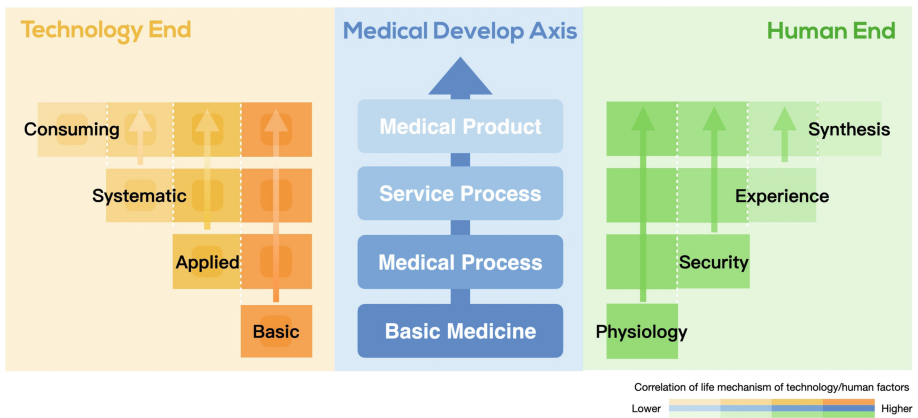 Technology End
Medical Develop Axis
Human End
Consuming
Medical Product
Synthesis
Systematic
Service Process
Experience
Applied
Medical Process
Security
Basic
Basic Medicine
Physiology
Correlation of life mechanism of technology/human factors
Lower
Higher